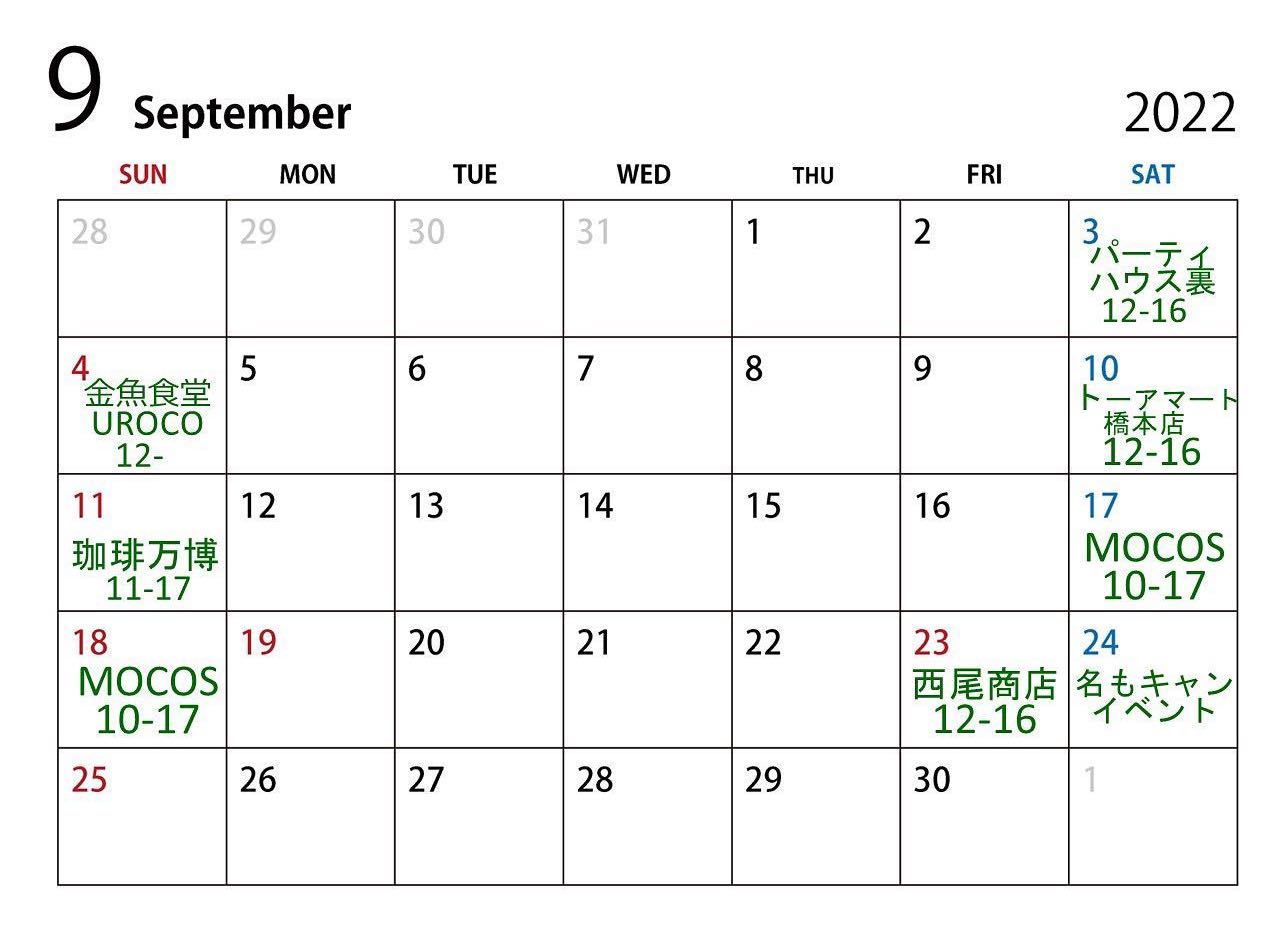 9 September 2022
SUN MON TUE WED THU FRI SAT
28 29 30 31 1 2 3
パーティ
ハウス裏
12-16
4 5 6 7 8 9 10
金魚食堂
UROCO
12-
トーアマート
橋本店
12-16
11 12 13 14 15 16 17
珈琲万博
11-17
MOCOS
10-17
18 19 20 21 22 23 24
MOCOS
10-17
西尾商店
12-16
名もキャン
イベント
25 26 27 28 29 30 1